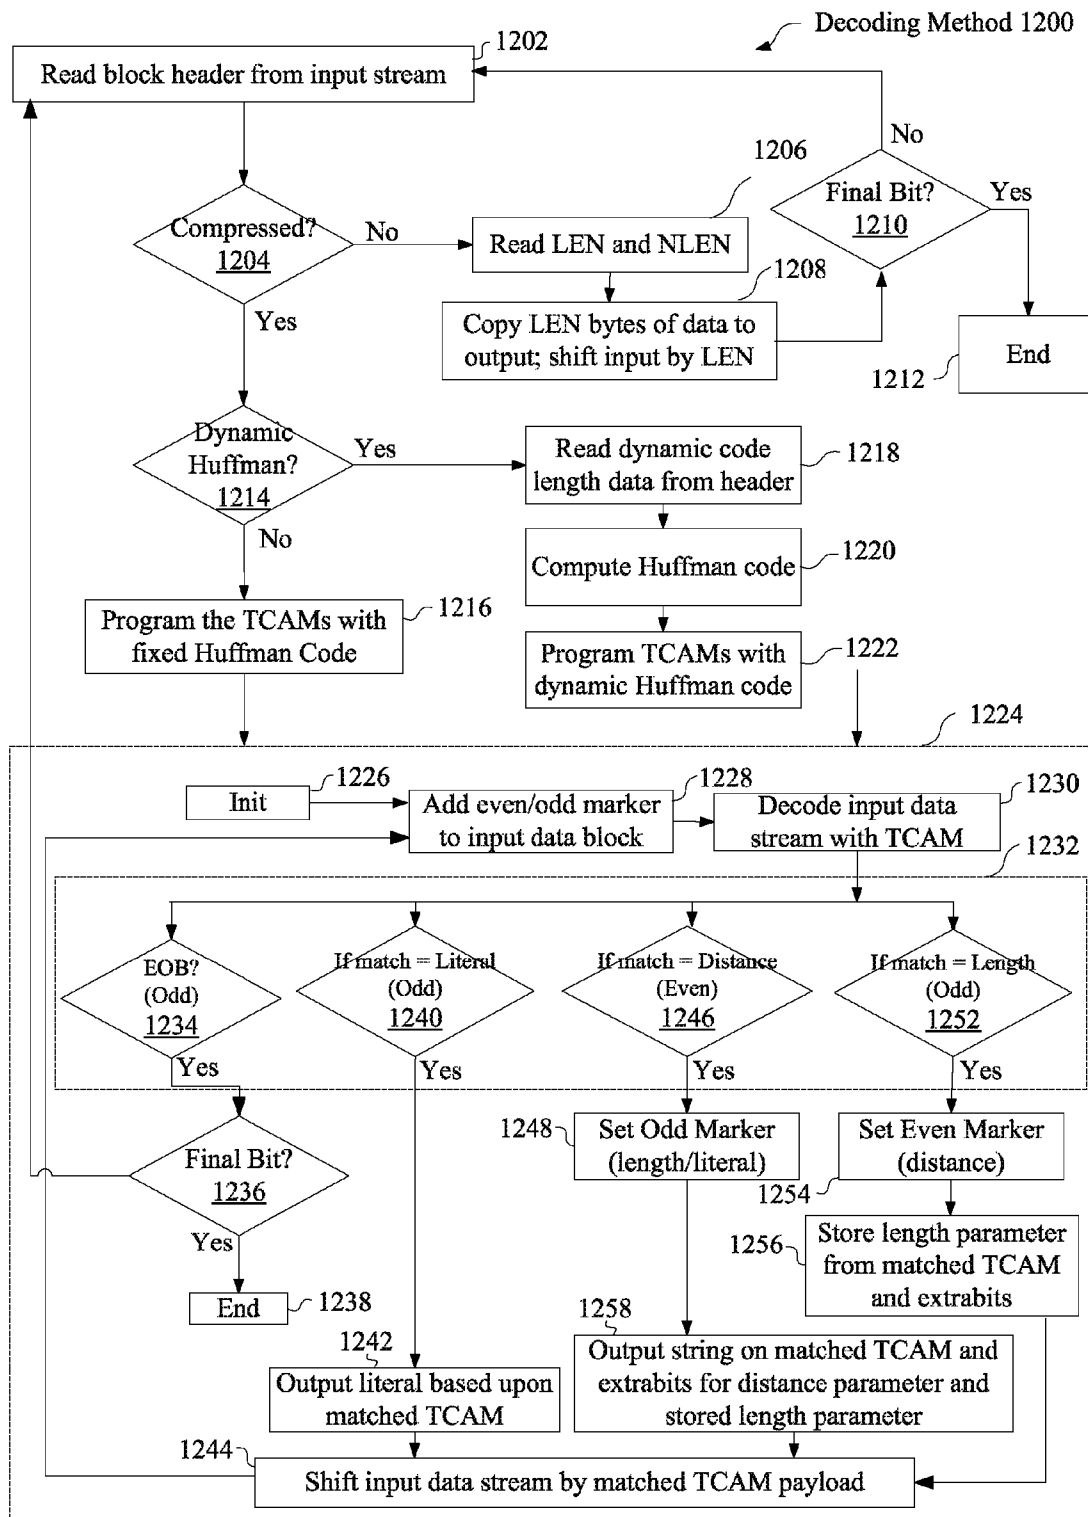 Decoding Method 1200
1202
Read block header from input stream
No
1206
Final Bit?
1210
Yes
Compressed?
1204
No
Read LEN and NLEN
1208
Yes
Copy LEN bytes of data to
output; shift input by LEN
End
1212
Dynamic
Huffman?
1214
Yes
Read dynamic code
length data from header
1218
No
Compute Huffman code
1220
Program the TCAMs with
fixed Huffman Code
1216
Program TCAMs with
dynamic Huffman code
1222
1224
Init
1226
Add even/odd marker
to input data block
1228
Decode input data
stream with TCAM
1230
1232
EOB?
(Odd)
1234
If match = Literal
(Odd)
1240
If match = Distance
(Even)
1246
If match = Length
(Odd)
1252
Yes
Yes
Yes
Yes
Final Bit?
1236
1248
Set Odd Marker
(length/literal)
Set Even Marker
(distance)
1254
Yes
1256
Store length parameter
from matched TCAM
and extrabits
End
1238
1258
1242
Output literal based upon
matched TCAM
Output string on matched TCAM and
extrabits for distance parameter and
stored length parameter
1244
Shift input data stream by matched TCAM payload